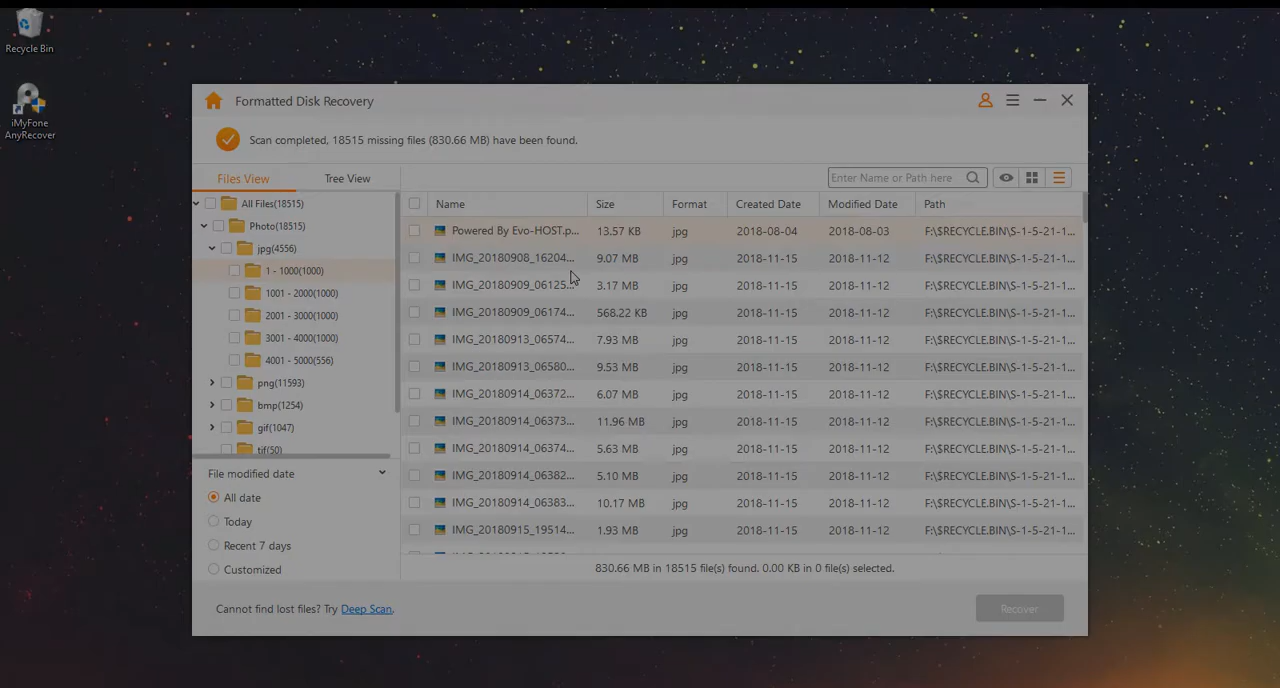 Recycle Bin
iMyFone
AnyRecover
Formatted Disk Recovery
Scan completed, 18515 missing files (830.66 MB) have been found.
Files View Tree View
Enter Name or Path here
All Files(18515)
Photo(18515)
jpg(4556)
1 - 1000(1000)
1001 - 2000(1000)
2001 - 3000(1000)
3001 - 4000(1000)
4001 - 5000(556)
png(11593)
bmp(1254)
gif(1047)
tif(50)
File modified date
All date
Today
Recent 7 days
Customized
Name Size Format Created Date Modified Date Path
Powered By Evo-HOST.p... 13.57 KB jpg 2018-08-04 2018-08-03 F:\$RECYCLE.BIN\S-1-5-21-1...
IMG_20180908_16204... 9.07 MB jpg 2018-11-15 2018-11-12 F:\$RECYCLE.BIN\S-1-5-21-1...
IMG_20180909_06125... 3.17 MB jpg 2018-11-15 2018-11-12 F:\$RECYCLE.BIN\S-1-5-21-1...
IMG_20180909_06174... 568.22 KB jpg 2018-11-15 2018-11-12 F:\$RECYCLE.BIN\S-1-5-21-1...
IMG_20180913_06574... 7.93 MB jpg 2018-11-15 2018-11-12 F:\$RECYCLE.BIN\S-1-5-21-1...
IMG_20180913_06580... 9.53 MB jpg 2018-11-15 2018-11-12 F:\$RECYCLE.BIN\S-1-5-21-1...
IMG_20180914_06372... 6.07 MB jpg 2018-11-15 2018-11-12 F:\$RECYCLE.BIN\S-1-5-21-1...
IMG_20180914_06373... 11.96 MB jpg 2018-11-15 2018-11-12 F:\$RECYCLE.BIN\S-1-5-21-1...
IMG_20180914_06374... 5.63 MB jpg 2018-11-15 2018-11-12 F:\$RECYCLE.BIN\S-1-5-21-1...
IMG_20180914_06382... 5.10 MB jpg 2018-11-15 2018-11-12 F:\$RECYCLE.BIN\S-1-5-21-1...
IMG_20180914_06383... 10.17 MB jpg 2018-11-15 2018-11-12 F:\$RECYCLE.BIN\S-1-5-21-1...
IMG_20180915_19514... 1.93 MB jpg 2018-11-15 2018-11-12 F:\$RECYCLE.BIN\S-1-5-21-1...
830.66 MB in 18515 file(s) found. 0.00 KB in 0 file(s) selected.
Cannot find lost files? Try Deep Scan.
Recover